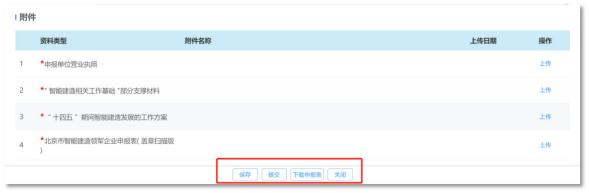 附件
资料类型 附件名称 上传日期 操作
1 *申报单位营业执照 上传
2 *“智能建造相关工作基础”部分支撑材料 上传
3 *“十四五”期间智能建造发展的工作方案 上传
4 *北京市智能建造领军企业申报表(盖章扫描版 上传
)
保存 提交 下载申报表 关闭